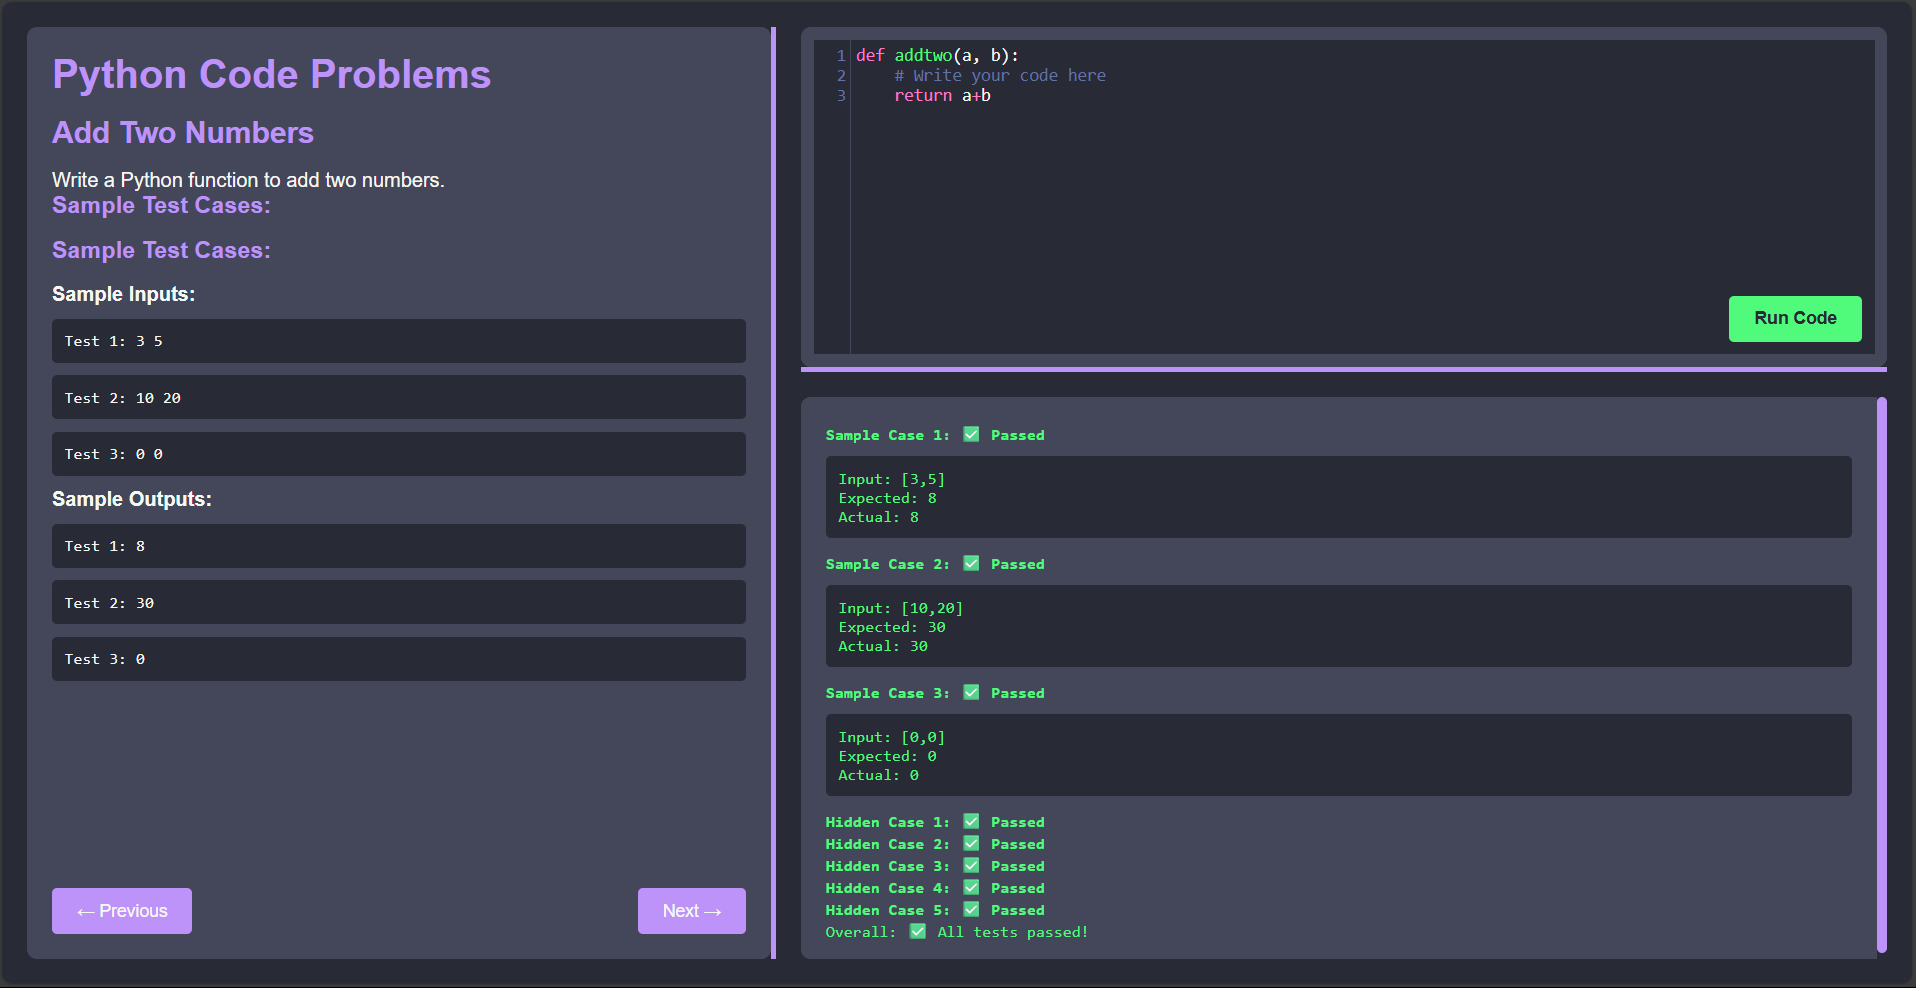 Python Code Problems
Add Two Numbers
Write a Python function to add two numbers.
Sample Test Cases:
Sample Test Cases:
Sample Inputs:
Test 1: 3 5
Test 2: 10 20
Test 3: 0 0
Sample Outputs:
Test 1: 8
Test 2: 30
Test 3: 0
← Previous
Next →
1 def addtwo(a, b):
2     # Write your code here
3     return a+b
Run Code
Sample Case 1: ✅ Passed
Input: [3,5]
Expected: 8
Actual: 8
Sample Case 2: ✅ Passed
Input: [10,20]
Expected: 30
Actual: 30
Sample Case 3: ✅ Passed
Input: [0,0]
Expected: 0
Actual: 0
Hidden Case 1: ✅ Passed
Hidden Case 2: ✅ Passed
Hidden Case 3: ✅ Passed
Hidden Case 4: ✅ Passed
Hidden Case 5: ✅ Passed
Overall: ✅ All tests passed!